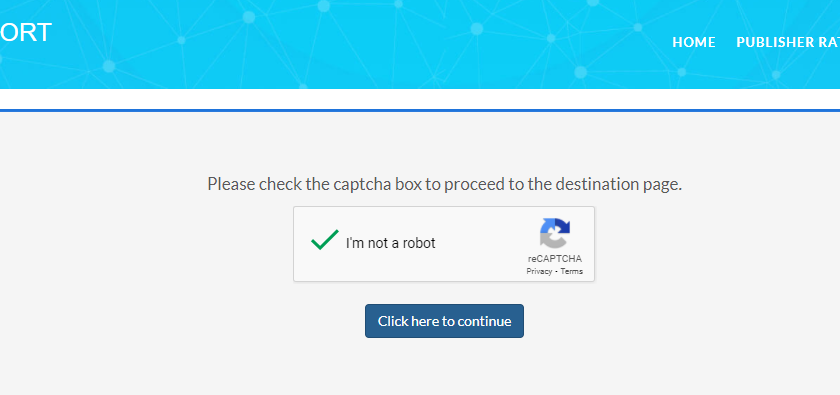 ORT
HOME PUBLISHER RAT
Please check the captcha box to proceed to the destination page.
I'm not a robot
reCAPTCHA
Privacy - Terms
Click here to continue